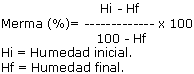 Hi - Hf
Merma (%)= ------------- x 100
100 - Hf
Hi = Humedad inicial.
Hf = Humedad final.